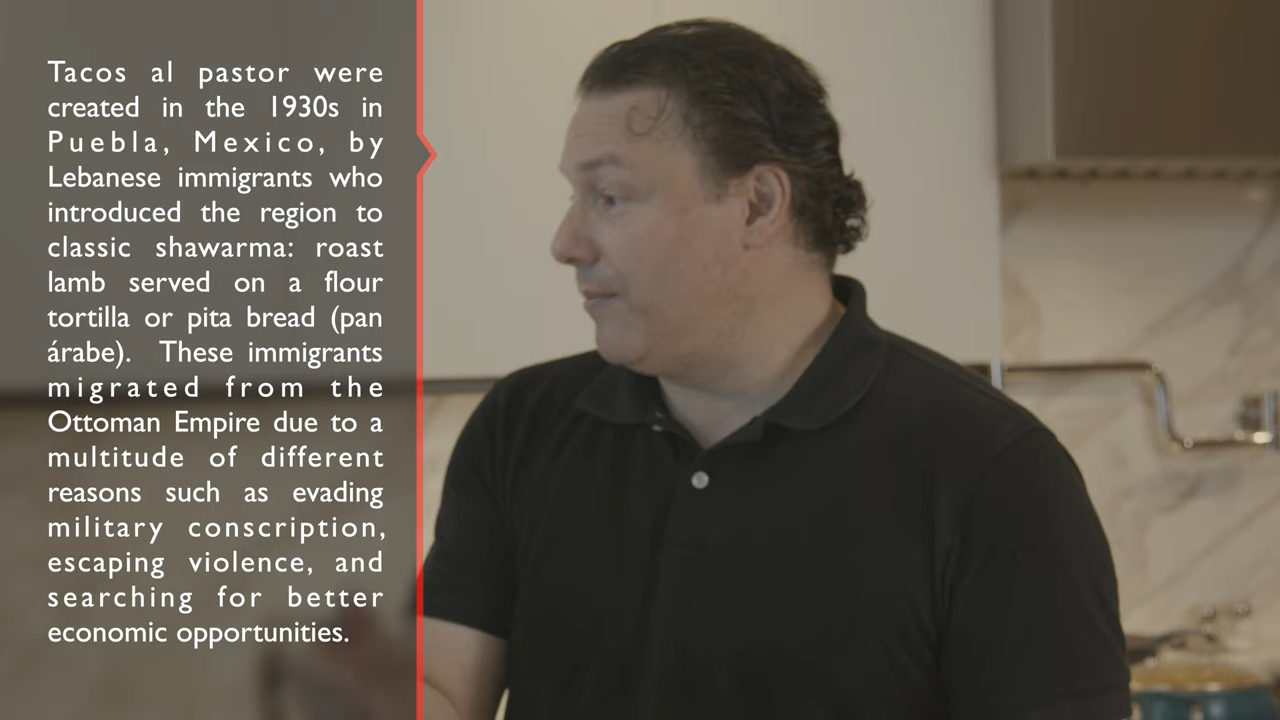 Tacos al pastor were
created in the 1930s in
Puebla, Mexico, by
Lebanese immigrants who
introduced the region to
classic shawarma: roast
lamb served on a flour
tortilla or pita bread (pan
árabe). These immigrants
migrated from the
Ottoman Empire due to a
multitude of different
reasons such as evading
military conscription,
escaping violence, and
searching for better
economic opportunities.